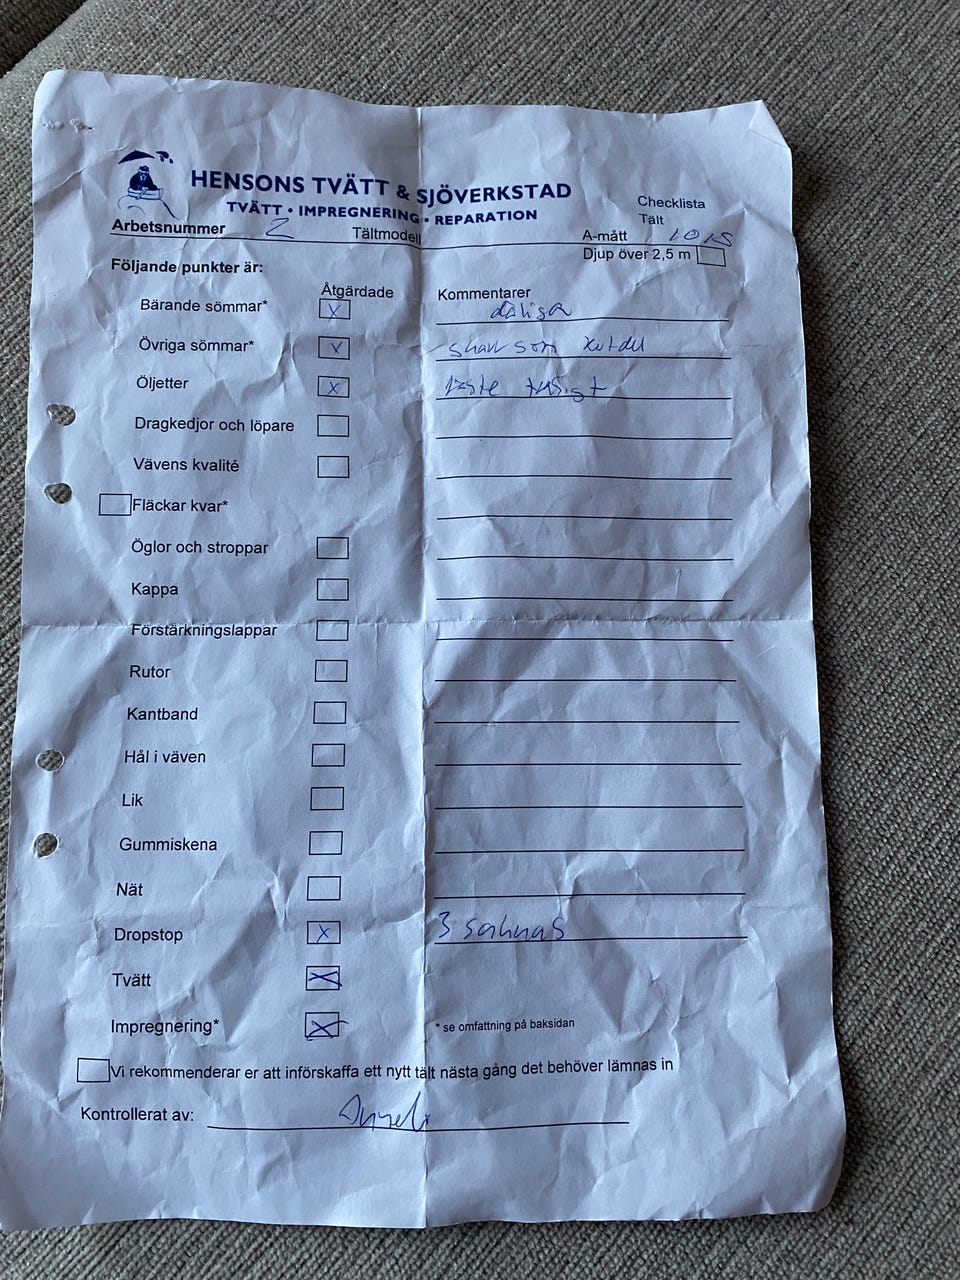 HENSONS TVÄTT & SJÖVERKSTAD
TVÄTT • IMPREGNERING • REPARATION
Checklista
Tält
Arbetsnummer 2 Tältmodell A-mått 1015
Djup över 2,5 m
Följande punkter är:
Åtgärdade Kommentarer
Bärande sömmar* X dåliga
Övriga sömmar* X som
Öljetter X
Dragkedjor och löpare
Vävens kvalité
Fläckar kvar*
Öglor och stroppar
Kappa
Förstärkningslappar
Rutor
Kantband
Hål i väven
Lik
Gummiskena
Nät
Dropstop X 3 saknas
Tvätt X
Impregnering* X * se omfattning på baksidan
Vi rekommenderar er att införskaffa ett nytt tält nästa gång det behöver lämnas in
Kontrollerat av: